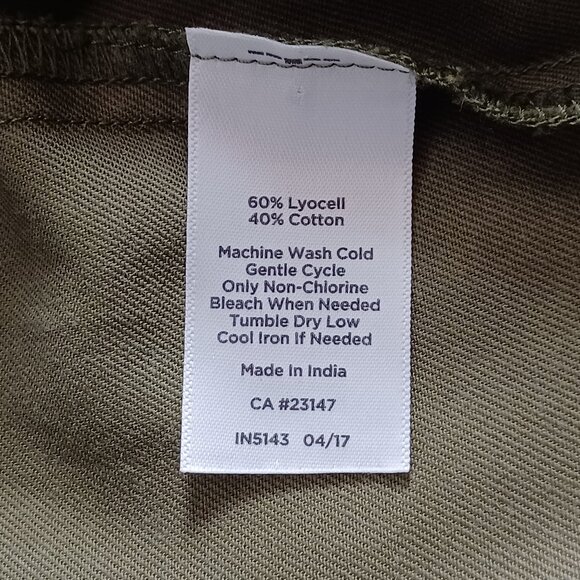 60% Lyocell
40% Cotton
Machine Wash Cold
Gentle Cycle
Only Non-Chlorine
Bleach When Needed
Tumble Dry Low
Cool Iron If Needed
Made In India
CA #23147
IN5143 04/17